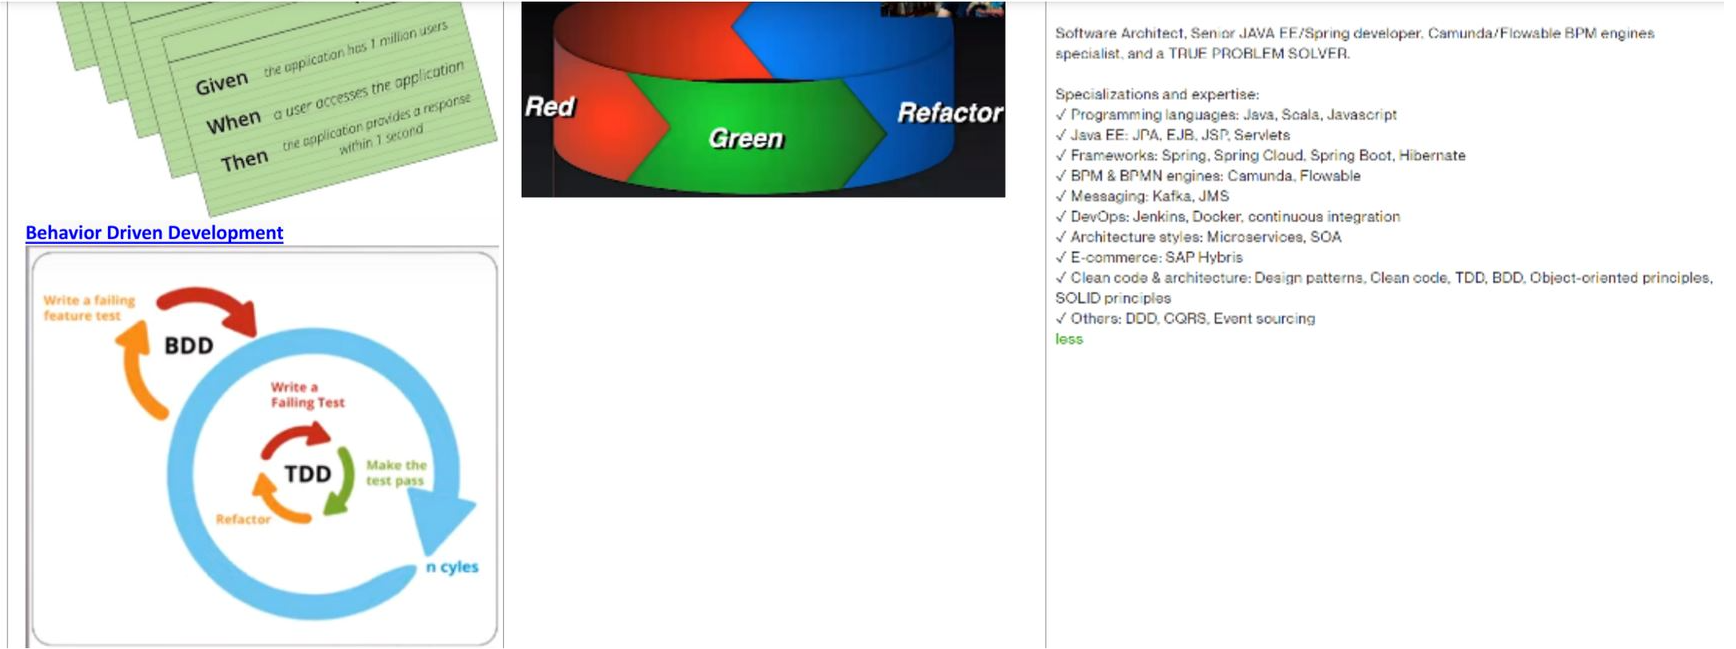 Given the application has 1 million users
When a user accesses the application
Then the application provides a response
within 1 second
Behavior Driven Development
Write a failing
feature test
BDD
Write a
Failing Test
TDD
Make the
test pass
Refactor
n cyles
Red
Green
Refactor
Software Architect, Senior JAVA EE/Spring developer, Camunda/Flowable BPM engines
specialist, and a TRUE PROBLEM SOLVER.
Specializations and expertise:
✓ Programming languages: Java, Scala, Javascript
✓ Java EE: JPA, EJB, JSP, Servlets
✓ Frameworks: Spring, Spring Cloud, Spring Boot, Hibernate
✓ BPM & BPMN engines: Camunda, Flowable
✓ Messaging: Kafka, JMS
✓ DevOps: Jenkins, Docker, continuous integration
✓ Architecture styles: Microservices, SOA
✓ E-commerce: SAP Hybris
✓ Clean code & architecture: Design patterns, Clean code, TDD, BDD, Object-oriented principles,
SOLID principles
✓ Others: DDD, CQRS, Event sourcing
less